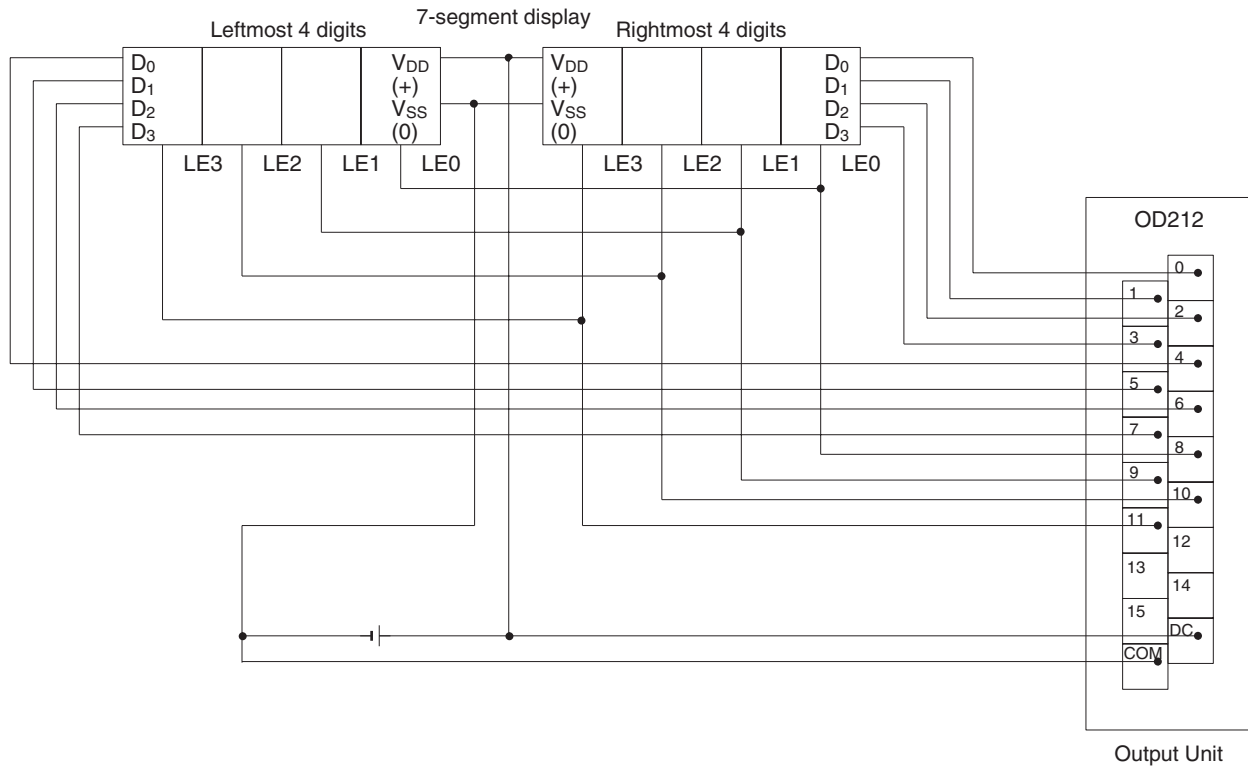 7-segment display
Leftmost 4 digits
Rightmost 4 digits
D0
D1
D2
D3
VDD
(+)
VSS
(0)
VDD
(+)
VSS
(0)
D0
D1
D2
D3
LE3
LE2
LE1
LE0
LE3
LE2
LE1
LE0
OD212
0
1
2
3
4
5
6
7
8
9
10
11
12
13
14
15
DC
COM
Output Unit